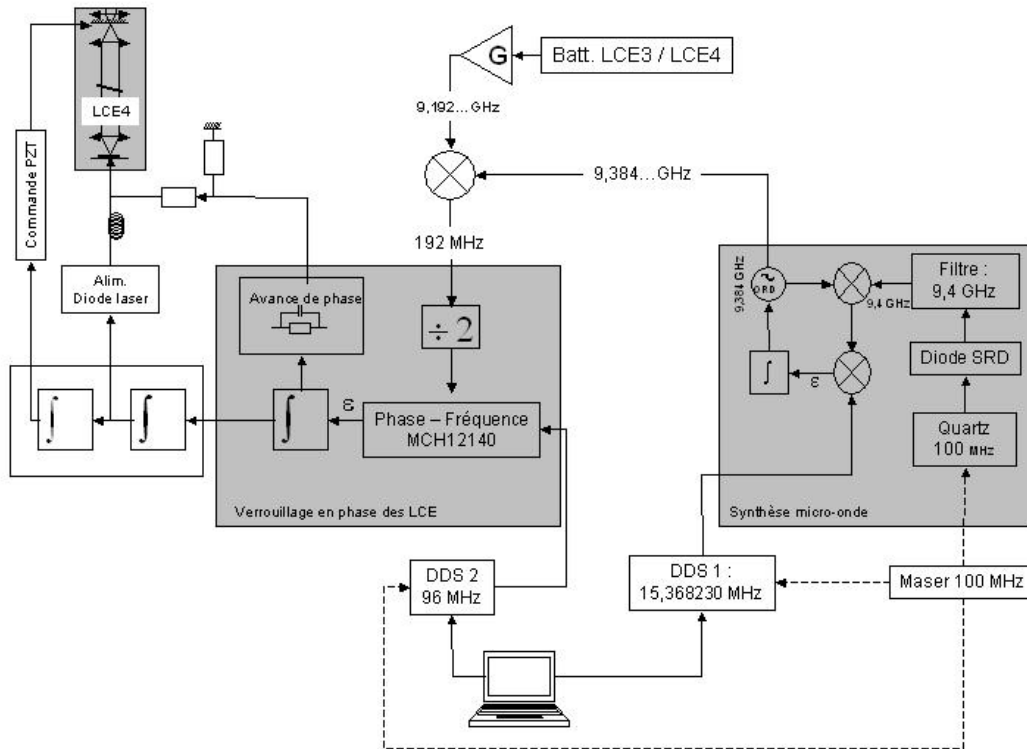 G
Batt. LCE3 / LCE4
LCE4
9,192... GHz
9,384... GHz
Commande PZT
192 MHz
Alim.
Diode laser
Avance de phase
÷ 2
∫
∫
∫
ε
Phase – Fréquence
MCH12140
Verrouillage en phase des LCE
9,384 GHz
~
DRD
9,4 GHz
Filtre :
9,4 GHz
∫
ε
Diode SRD
Quartz
100 MHz
Synthèse micro-onde
DDS 2
96 MHz
DDS 1 :
15,368230 MHz
Maser 100 MHz